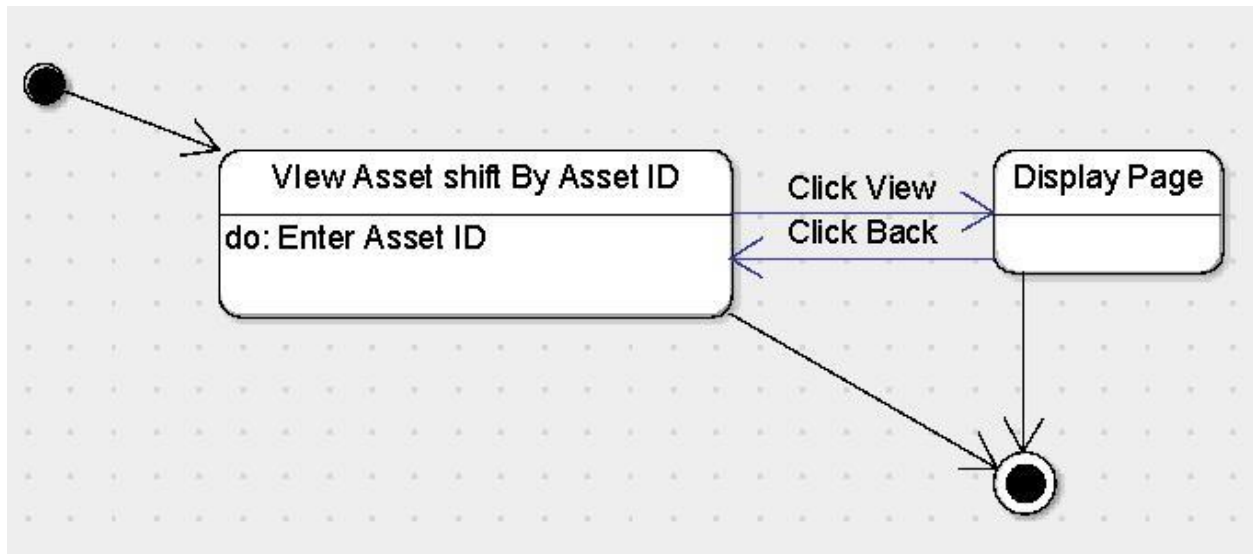 VIew Asset shift By Asset ID
do: Enter Asset ID
Click View
Click Back
Display Page